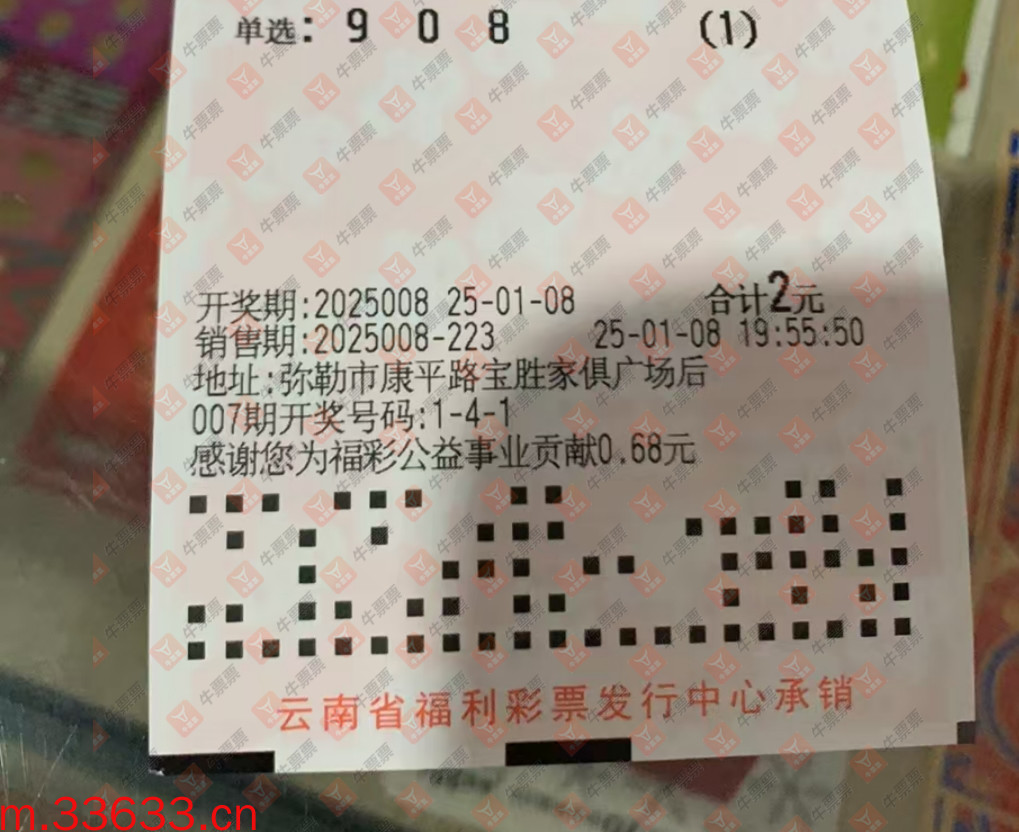 单选: 9 0 8 (1)
开奖期:2025008 25-01-08 合计2元
销售期:2025008-223 25-01-08 19:55:50
地址:弥勒市康平路宝胜家俱广场后
007期开奖号码:1-4-1
感谢您为福彩公益事业贡献0.68元
云南省福利彩票发行中心承销
m.33633.cn
牛票票